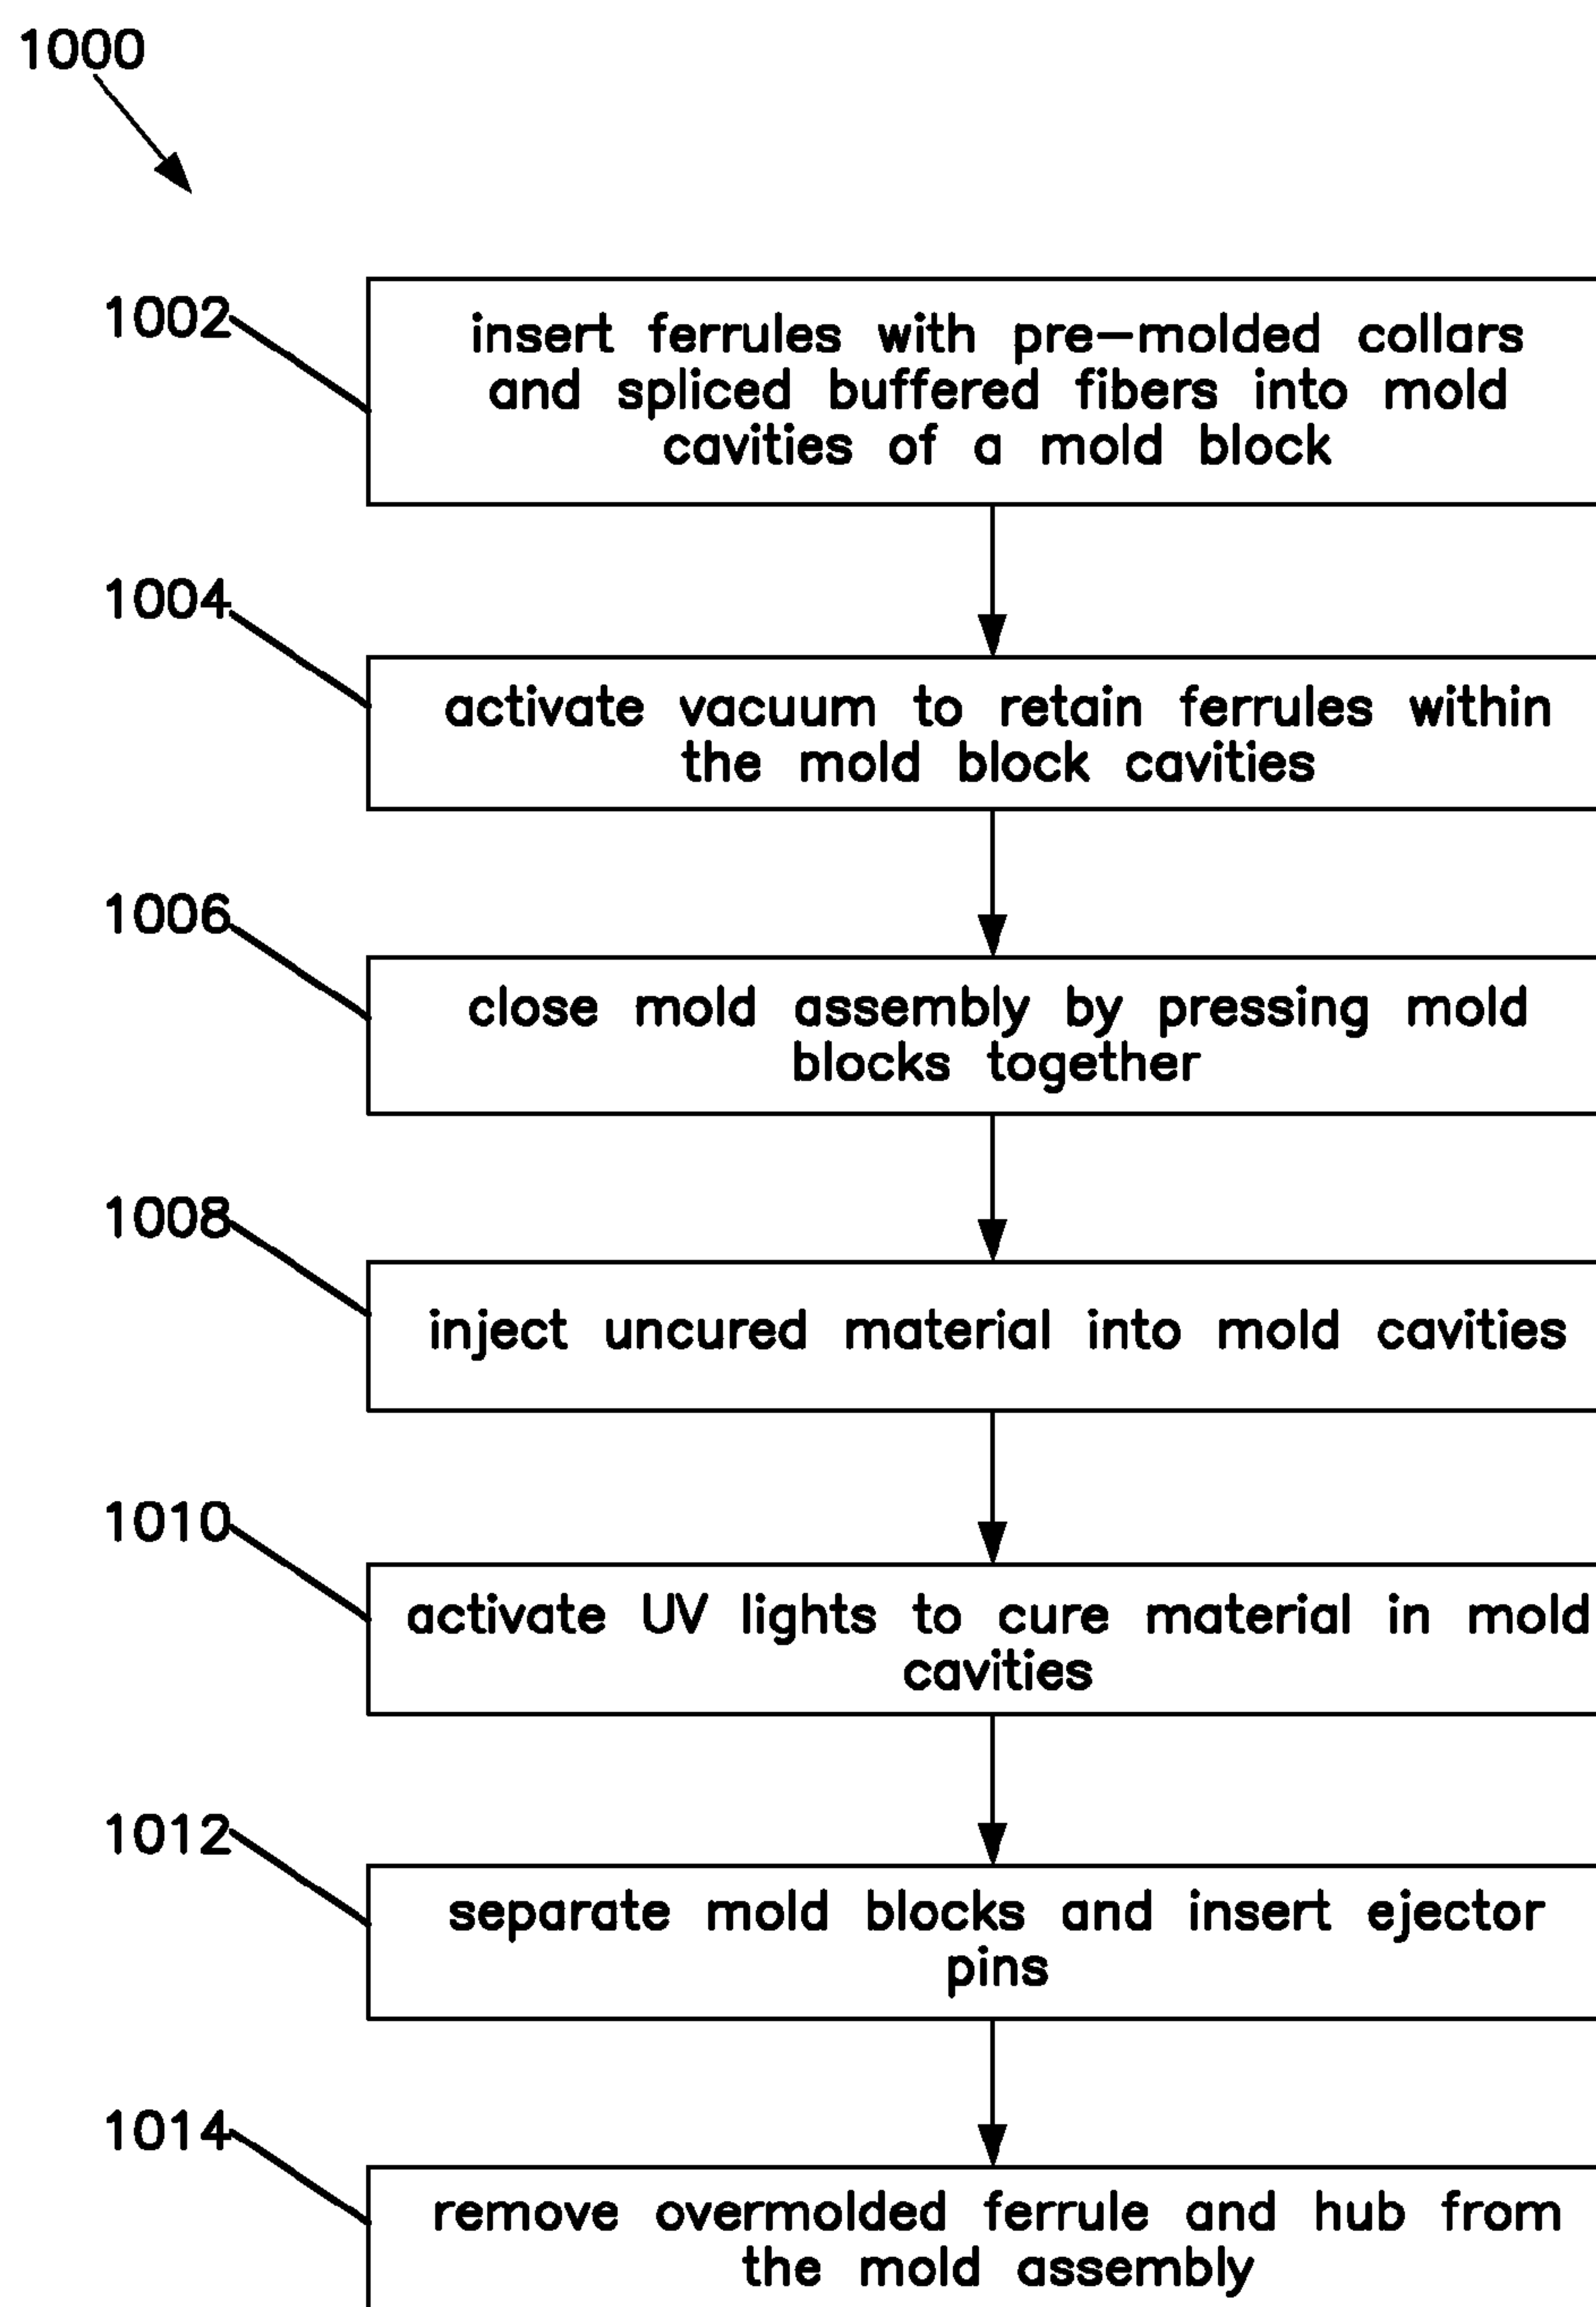 1000
1002
insert ferrules with pre-molded collars
and spliced buffered fibers into mold
cavities of a mold block
1004
activate vacuum to retain ferrules within
the mold block cavities
1006
close mold assembly by pressing mold
blocks together
1008
inject uncured material into mold cavities
1010
activate UV lights to cure material in mold
cavities
1012
separate mold blocks and insert ejector
pins
1014
remove overmolded ferrule and hub from
the mold assembly